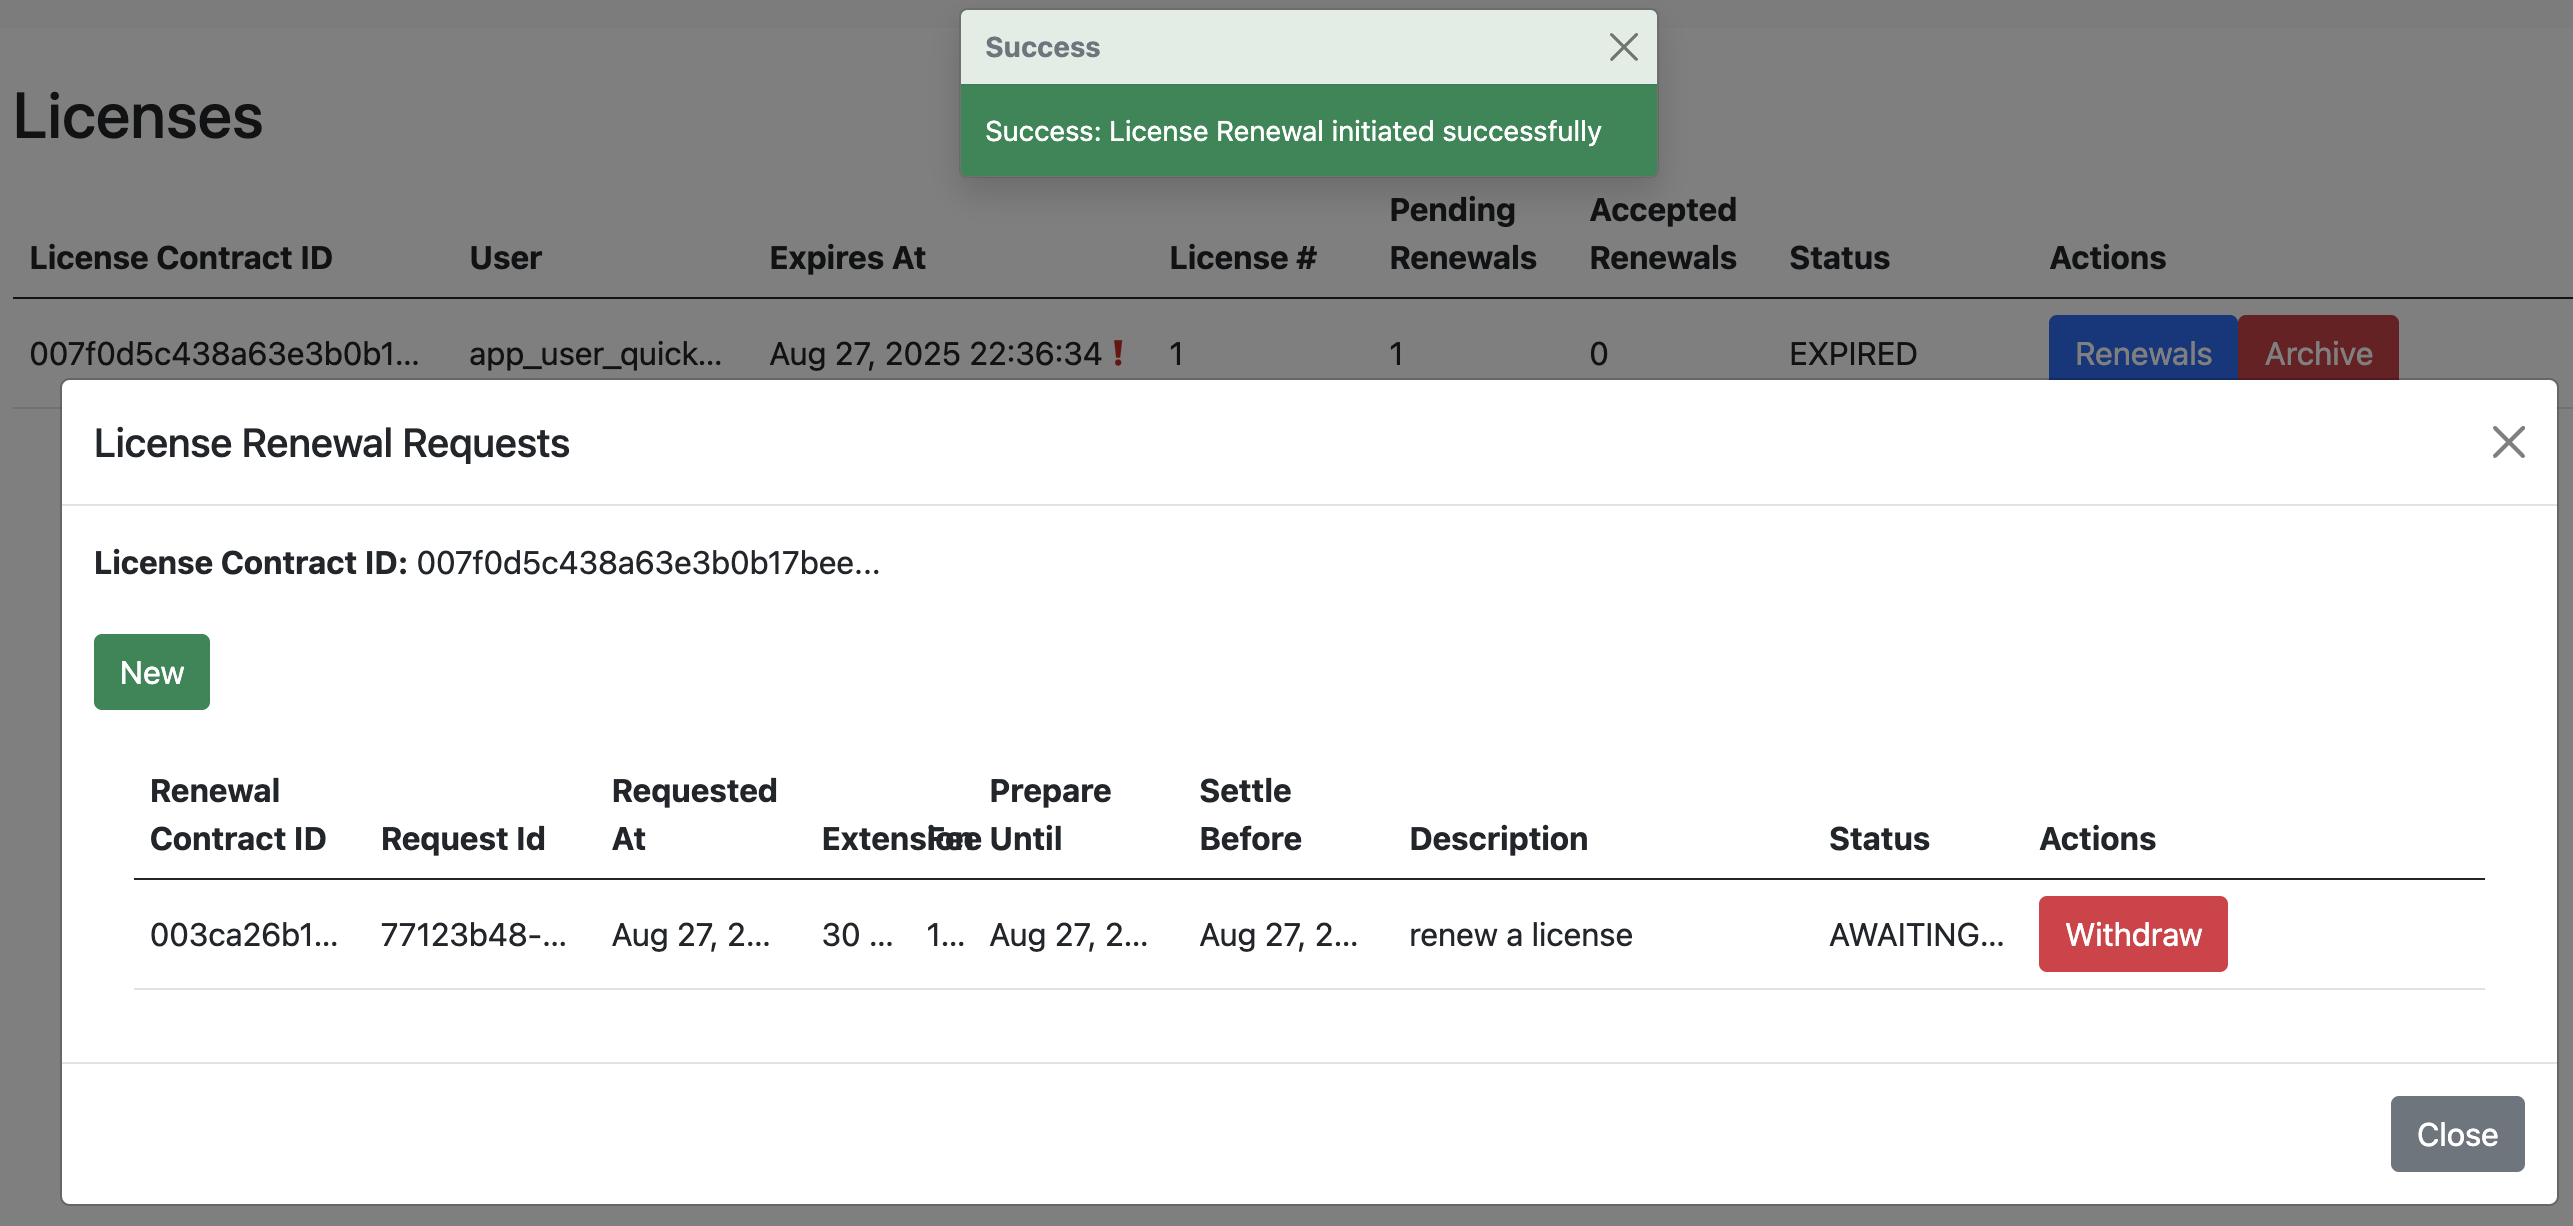 Success
Success: License Renewal initiated successfully
Licenses
License Contract ID User Expires At License # Pending Renewals Accepted Renewals Status Actions
007f0d5c438a63e3b0b1... app_user_quick... Aug 27, 2025 22:36:34 ! 1 1 0 EXPIRED Renewals Archive
License Renewal Requests
License Contract ID: 007f0d5c438a63e3b0b17bee...
New
Renewal Contract ID Request Id Requested At Extension Fee Prepare Until Settle Before Description Status Actions
003ca26b1... 77123b48-... Aug 27, 2... 30 ... 1... Aug 27, 2... Aug 27, 2... renew a license AWAITING... Withdraw
Close